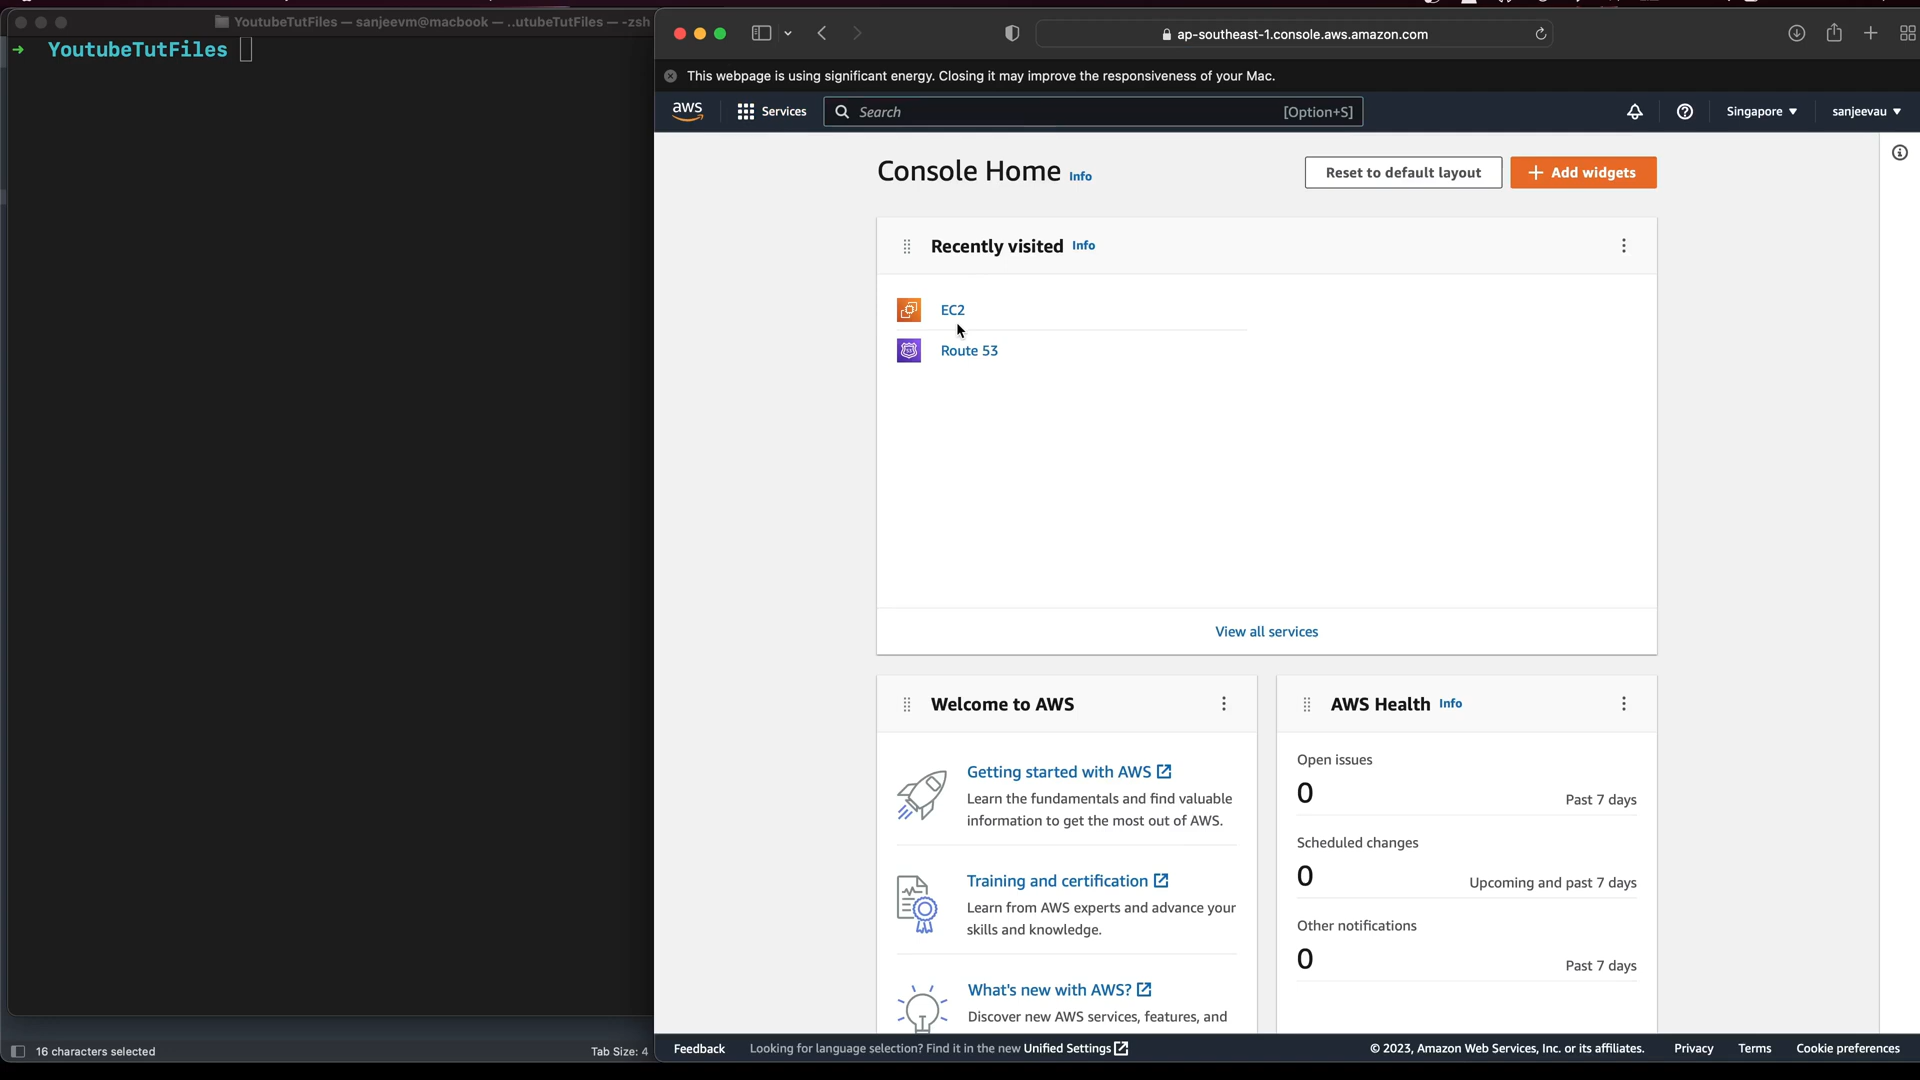 YoutubeTutFiles — sanjeevm@macbook — ..utubeTutFiles — -zsh
➜ YoutubeTutFiles
ap-southeast-1.console.aws.amazon.com
This webpage is using significant energy. Closing it may improve the responsiveness of your Mac.
aws Services Search [Option+S] Singapore sanjeevau
Console Home Info Reset to default layout Add widgets
Recently visited Info
EC2
Route 53
View all services
Welcome to AWS
Getting started with AWS
Learn the fundamentals and find valuable
information to get the most out of AWS.
Training and certification
Learn from AWS experts and advance your
skills and knowledge.
What's new with AWS?
Discover new AWS services, features, and
AWS Health Info
Open issues
0 Past 7 days
Scheduled changes
0 Upcoming and past 7 days
Other notifications
0 Past 7 days
16 characters selected Tab Size: 4
Feedback Looking for language selection? Find it in the new Unified Settings © 2023, Amazon Web Services, Inc. or its affiliates. Privacy Terms Cookie preferences